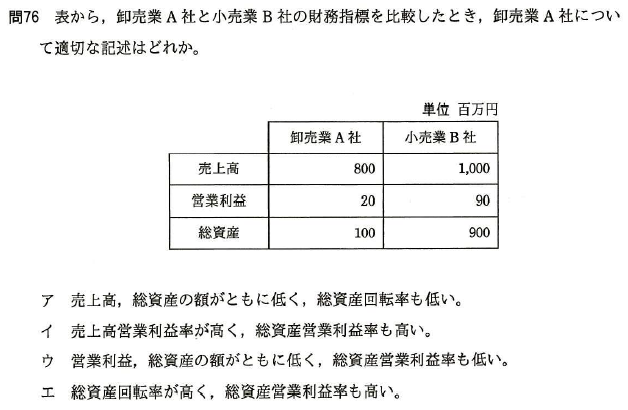 問76 表から，卸売業A社と小売業B社の財務指標を比較したとき，卸売業A社につい
て適切な記述はどれか。
単位 百万円
卸売業A社 小売業B社
売上高 800 1,000
営業利益 20 90
総資産 100 900
ア 売上高，総資産の額がともに低く，総資産回転率も低い。
イ 売上高営業利益率が高く，総資産営業利益率も高い。
ウ 営業利益，総資産の額がともに低く，総資産営業利益率も低い。
エ 総資産回転率が高く，総資産営業利益率も高い。